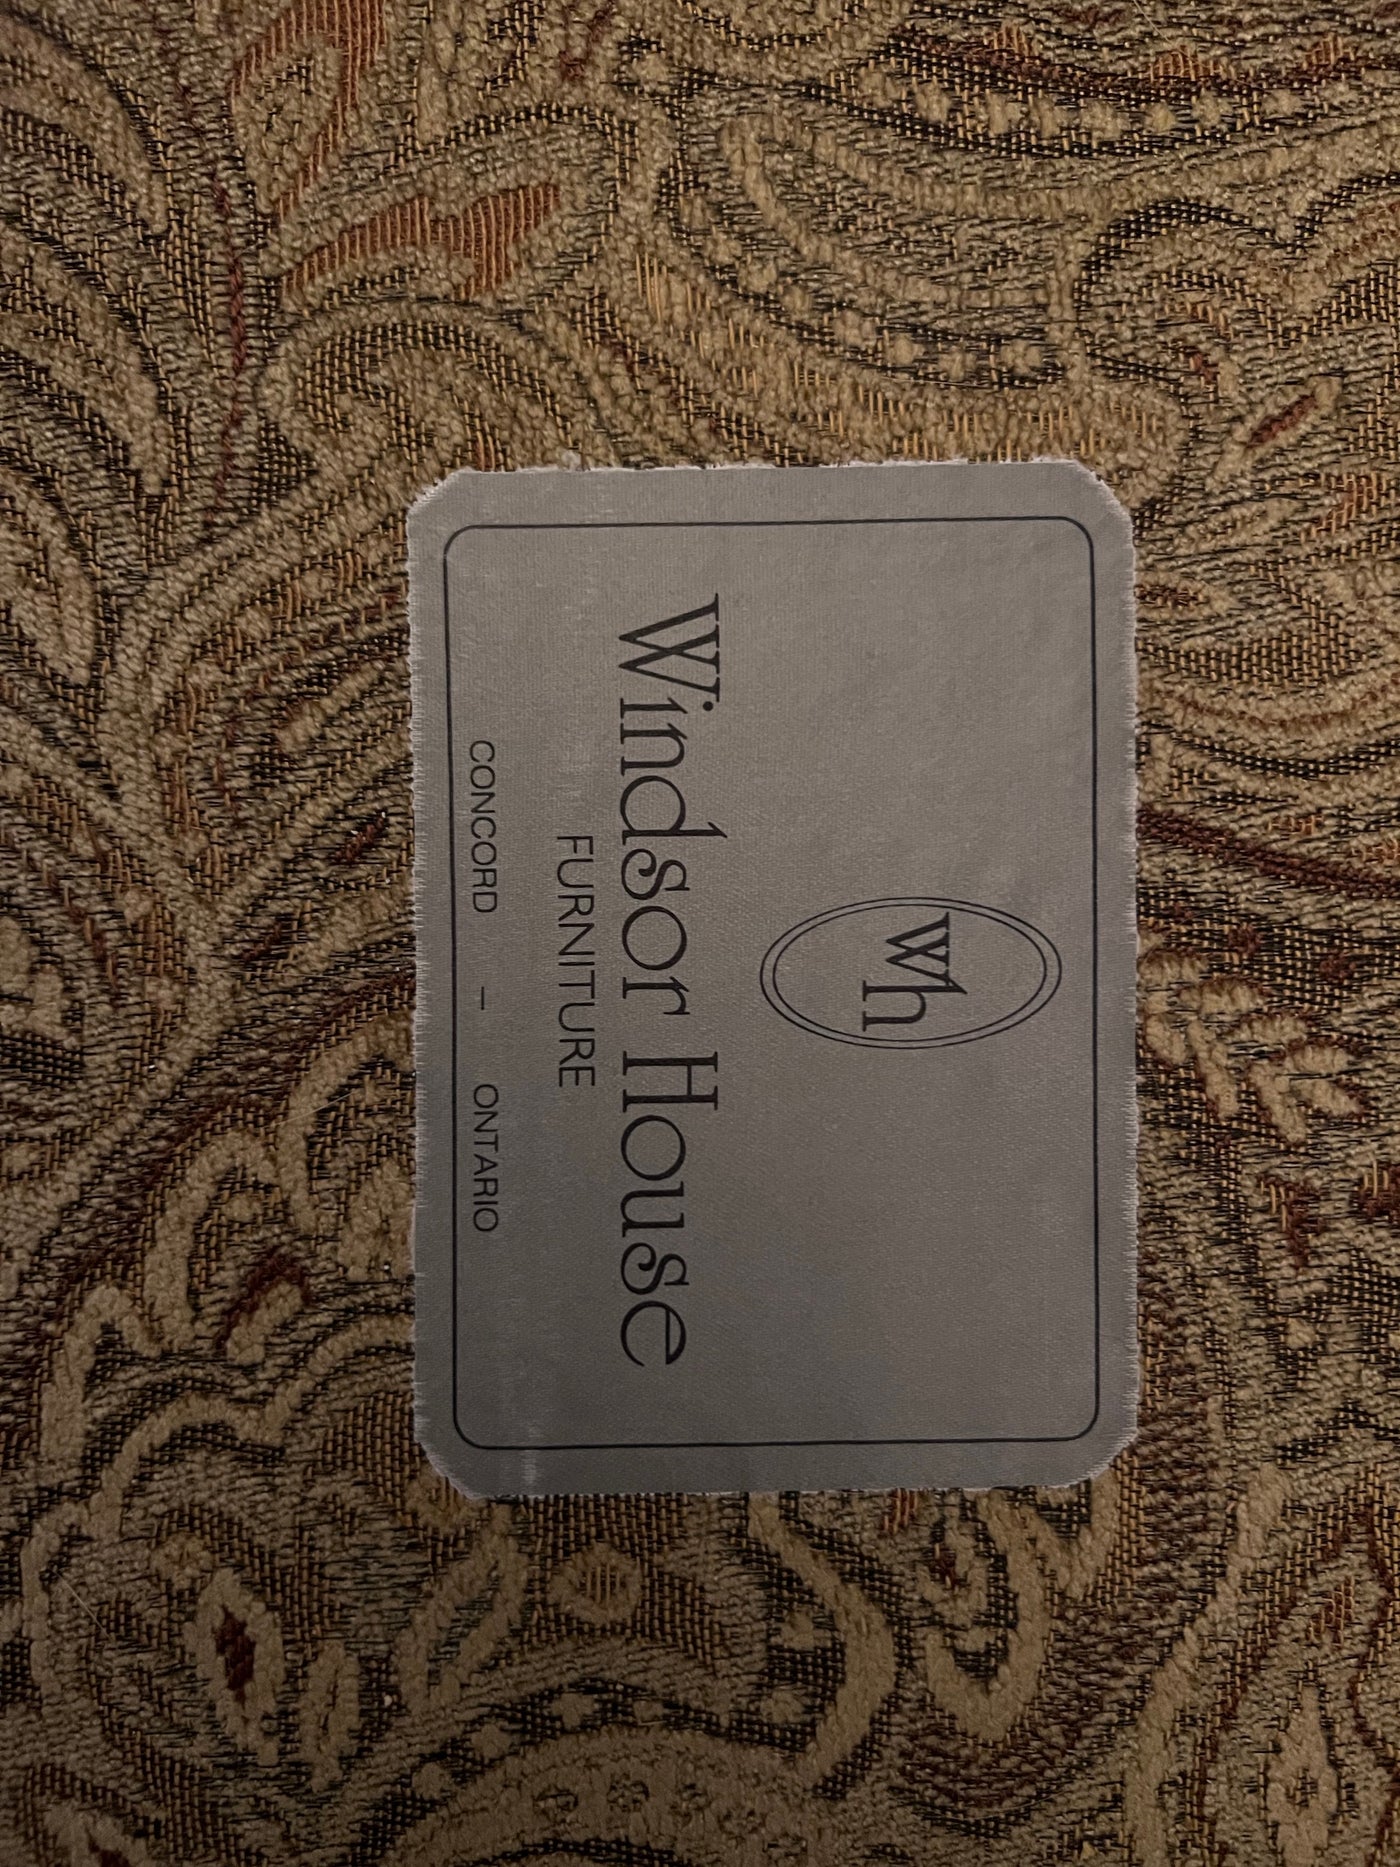 wh
Windsor House
FURNITURE
CONCORD - ONTARIO